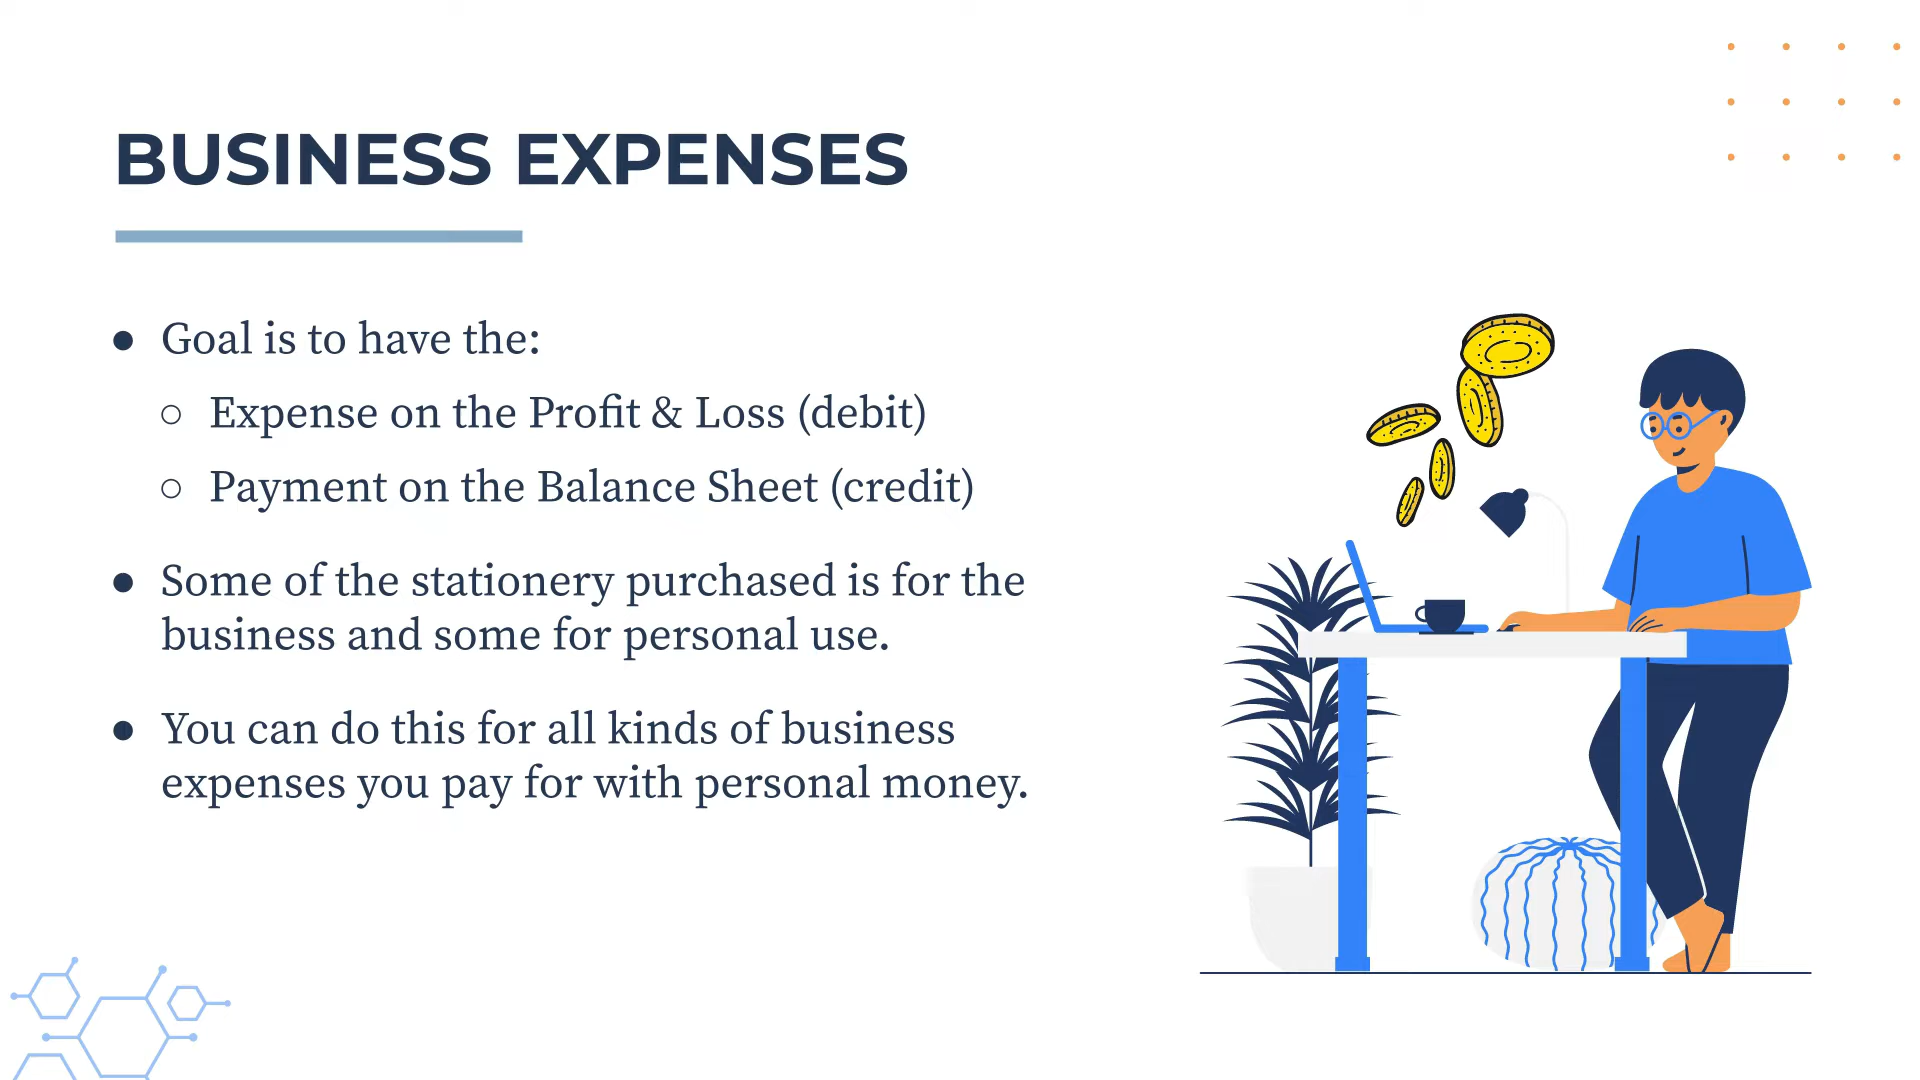 BUSINESS EXPENSES
● Goal is to have the:
○ Expense on the Profit & Loss (debit)
○ Payment on the Balance Sheet (credit)
● Some of the stationery purchased is for the
business and some for personal use.
● You can do this for all kinds of business
expenses you pay for with personal money.